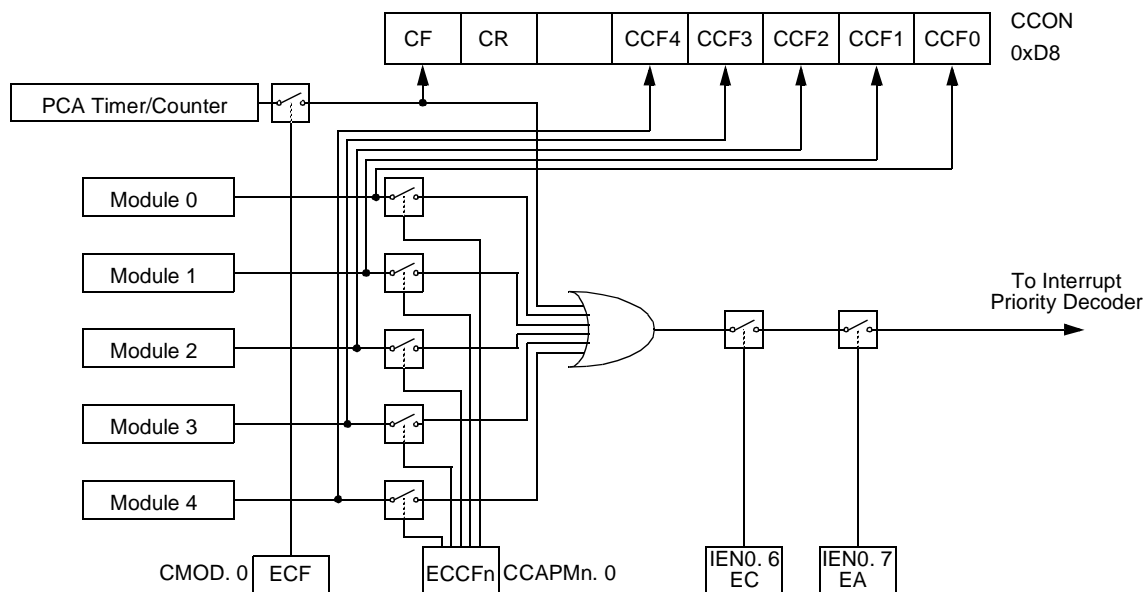 CF CR CCF4 CCF3 CCF2 CCF1 CCF0 CCON
0xD8
PCA Timer/Counter
Module 0
Module 1
To Interrupt
Priority Decoder
Module 2
Module 3
Module 4
CMOD. 0 ECF ECCFn CCAPMn. 0
IEN0. 6
EC
IEN0. 7
EA